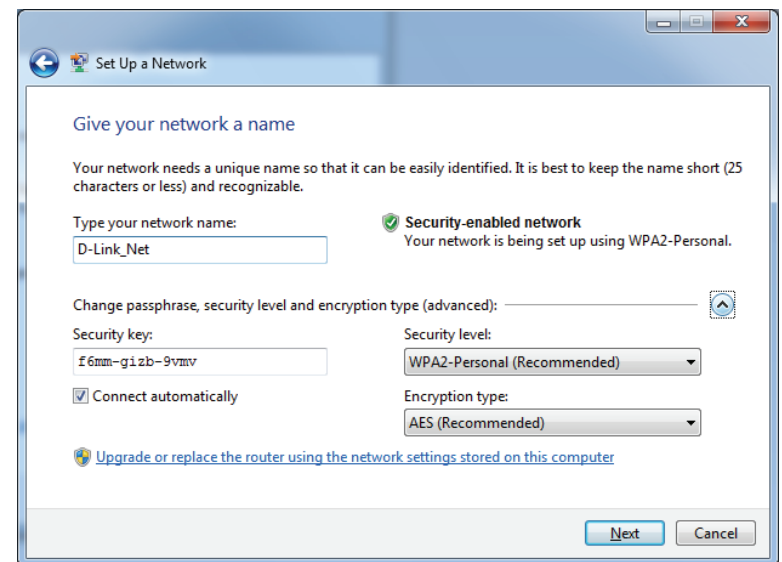 Set Up a Network
Give your network a name
Your network needs a unique name so that it can be easily identified. It is best to keep the name short (25
characters or less) and recognizable.
Type your network name:
D-Link_Net
Security-enabled network
Your network is being set up using WPA2-Personal.
Change passphrase, security level and encryption type (advanced):
Security key:
f6mm-gizb-9vmv
Security level:
WPA2-Personal (Recommended)
Connect automatically
Encryption type:
AES (Recommended)
Upgrade or replace the router using the network settings stored on this computer
Next
Cancel